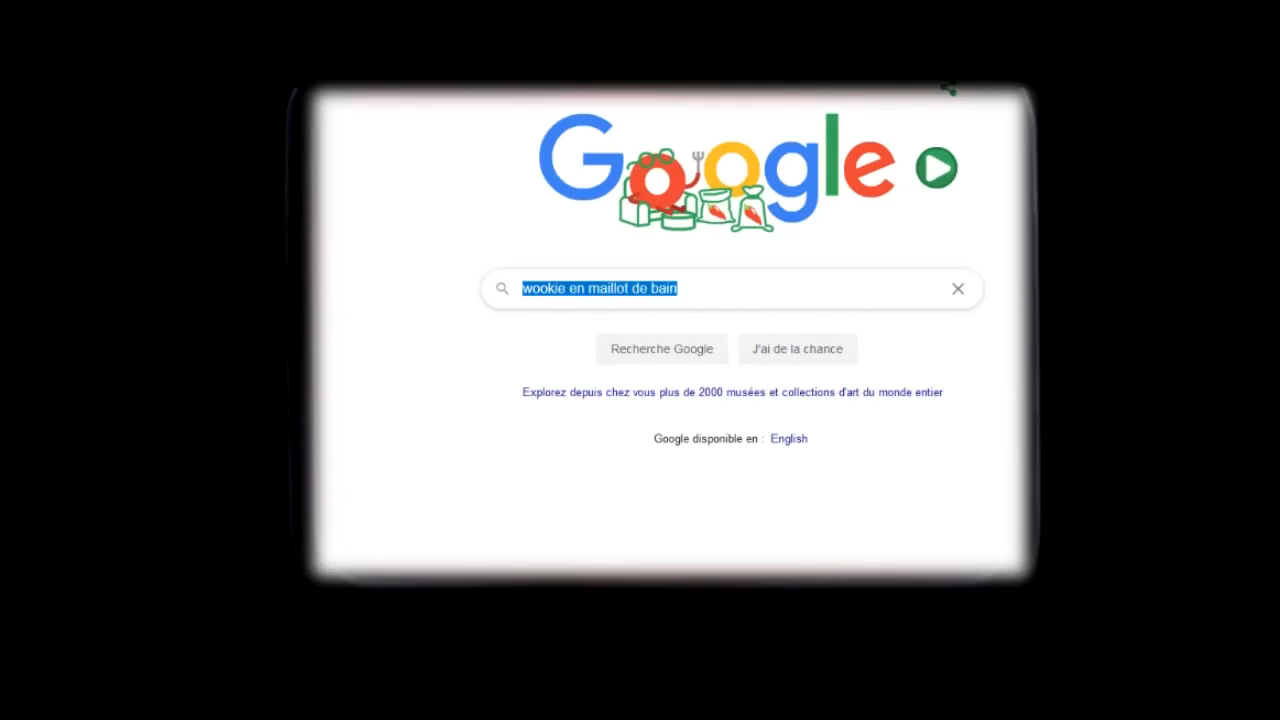 Google
wookie en maillot de bain
Recherche Google
J'ai de la chance
Explorez depuis chez vous plus de 2000 musées et collections d'art du monde entier
Google disponible en : English